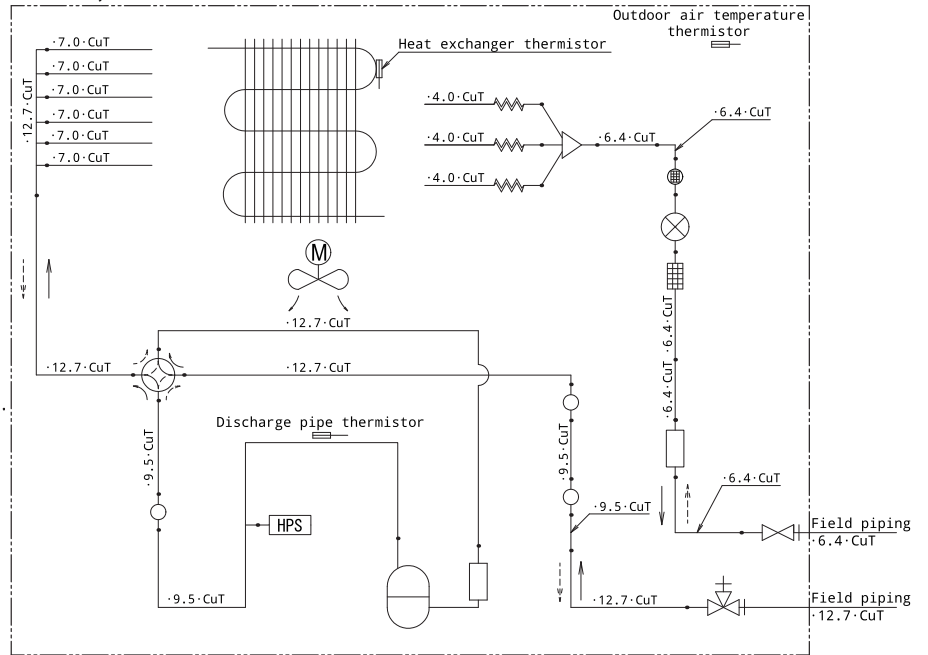 Outdoor air temperature
thermistor
Heat exchanger thermistor
·7.0·CuT
·7.0·CuT
·7.0·CuT
·7.0·CuT
·7.0·CuT
·7.0·CuT
·12.7·CuT
·4.0·CuT
·4.0·CuT
·4.0·CuT
·6.4·CuT
·6.4·CuT
M
·12.7·CuT
·6.4·CuT
·6.4·CuT
·12.7·CuT
·12.7·CuT
Discharge pipe thermistor
·9.5·CuT
·9.5·CuT
·6.4·CuT
·9.5·CuT
HPS
Field piping
·6.4·CuT
·9.5·CuT
·12.7·CuT
Field piping
·12.7·CuT